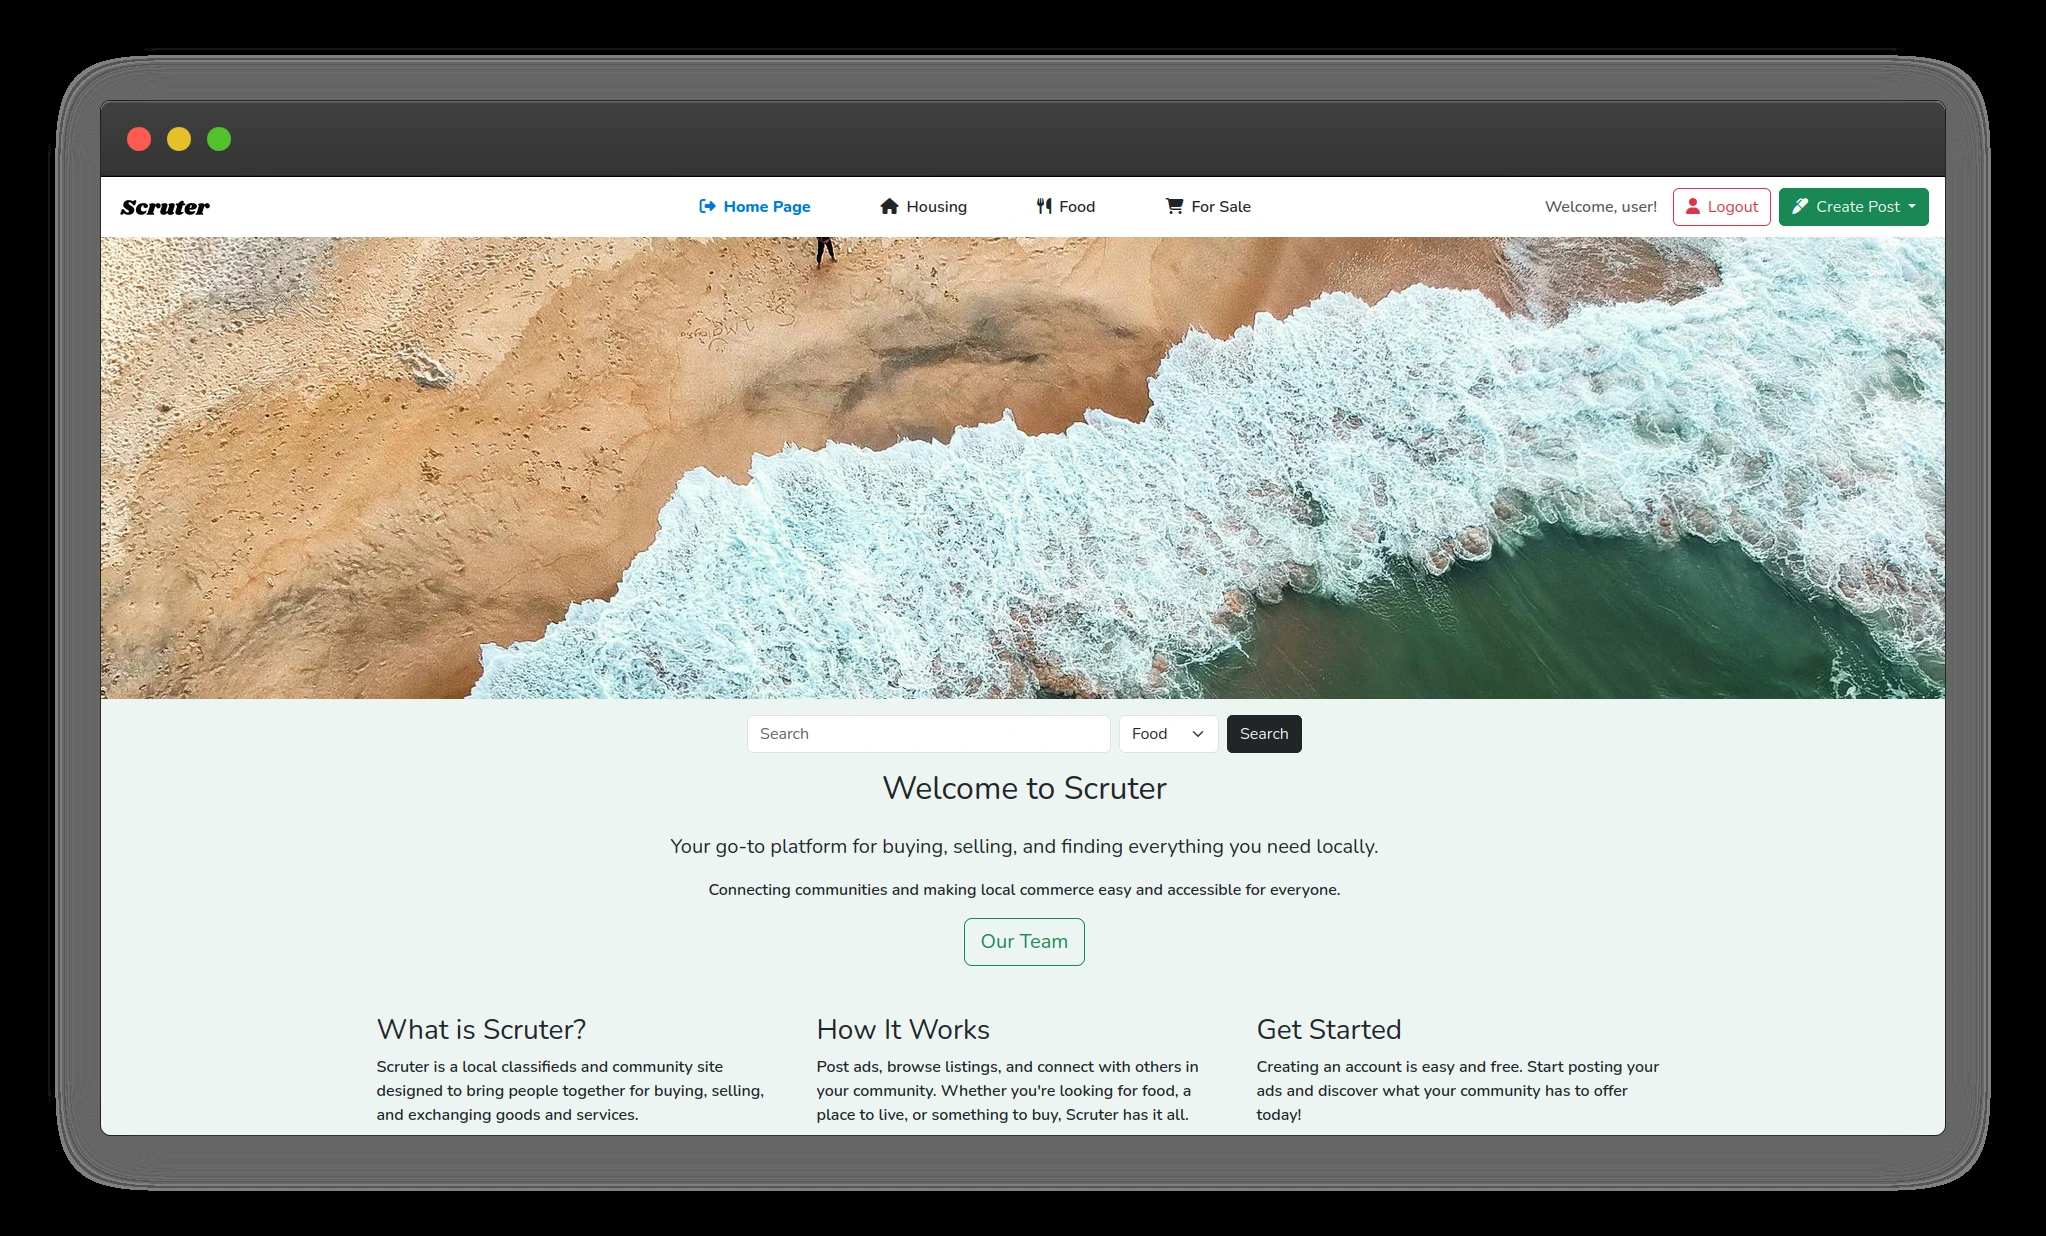 Scruter
Home Page
Housing
Food
For Sale
Welcome, user!
Logout
Create Post
Search
Food
Search
Welcome to Scruter
Your go-to platform for buying, selling, and finding everything you need locally.
Connecting communities and making local commerce easy and accessible for everyone.
Our Team
What is Scruter?
Scruter is a local classifieds and community site
designed to bring people together for buying, selling,
and exchanging goods and services.
How It Works
Post ads, browse listings, and connect with others in
your community. Whether you're looking for food, a
place to live, or something to buy, Scruter has it all.
Get Started
Creating an account is easy and free. Start posting your
ads and discover what your community has to offer
today!